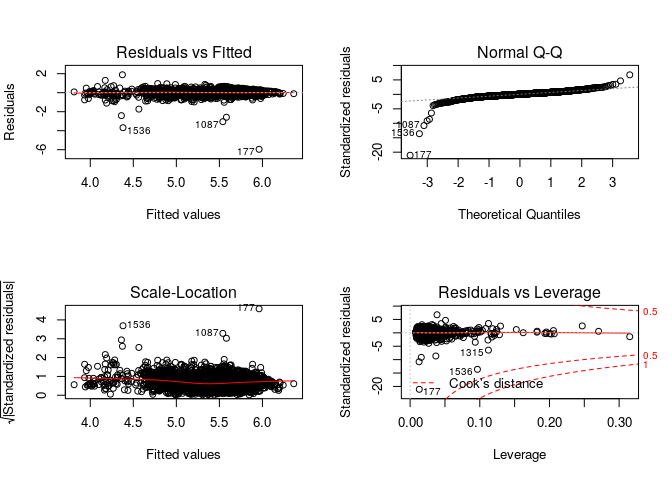 Residuals vs Fitted
Residuals
2
-2
-6
1536
1087
177
4.0 4.5 5.0 5.5 6.0
Fitted values
Normal Q-Q
Standardized residuals
5
-5
-20
1087
1536
177
-3 -2 -1 0 1 2 3
Theoretical Quantiles
Scale-Location
√|Standardized residuals|
4
3
2
1
0
177
1536
1087
4.0 4.5 5.0 5.5 6.0
Fitted values
Residuals vs Leverage
Standardized residuals
5
-5
-20
0.5
0.5
1
1315
1536
Cook's distance
177
0.00 0.10 0.20 0.30
Leverage